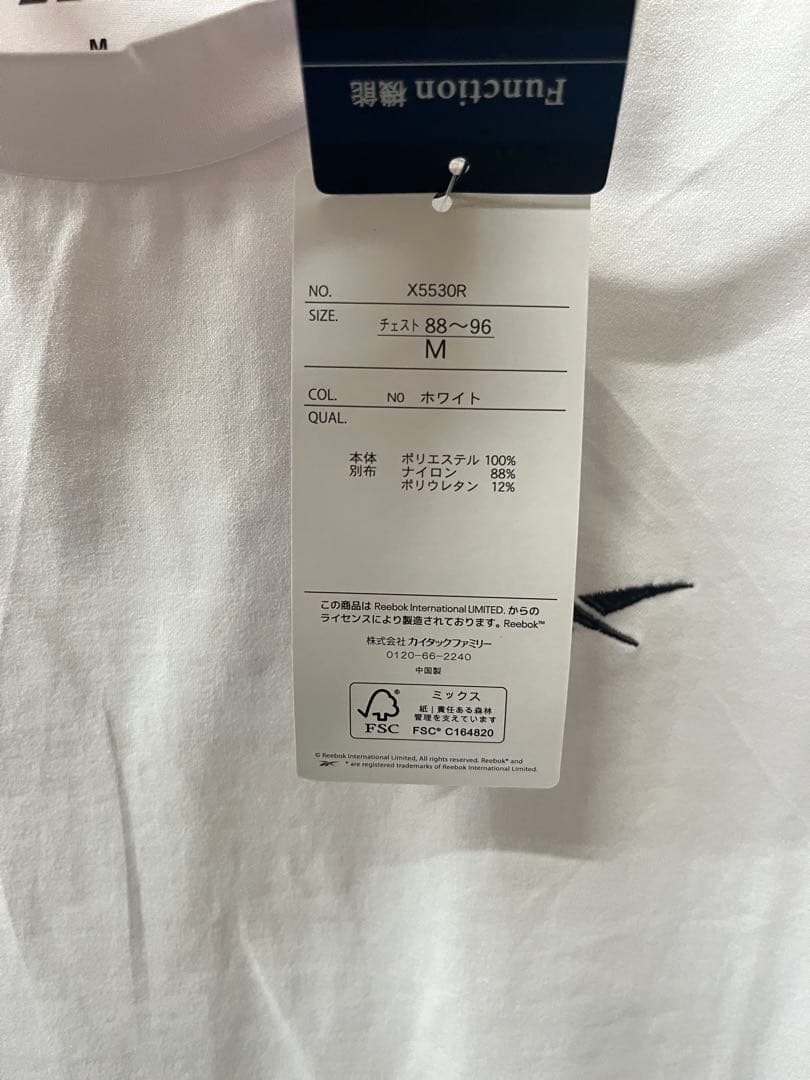 M
Function 機能
NO. X5530R
SIZE. チェスト 88～96
M
COL. N0 ホワイト
QUAL.
本体 ポリエステル 100%
別布 ナイロン 88%
ポリウレタン 12%
この商品は Reebok International LIMITED. からの
ライセンスにより製造されております。Reebok™
株式会社 カイタックファミリー
0120-66-2240
中国製
ミックス
紙 | 責任ある森林
管理を支えています
FSC® C164820
FSC
®
© Reebok International Limited, All rights reserved. Reebok® and
® are registered trademarks of Reebok International Limited.